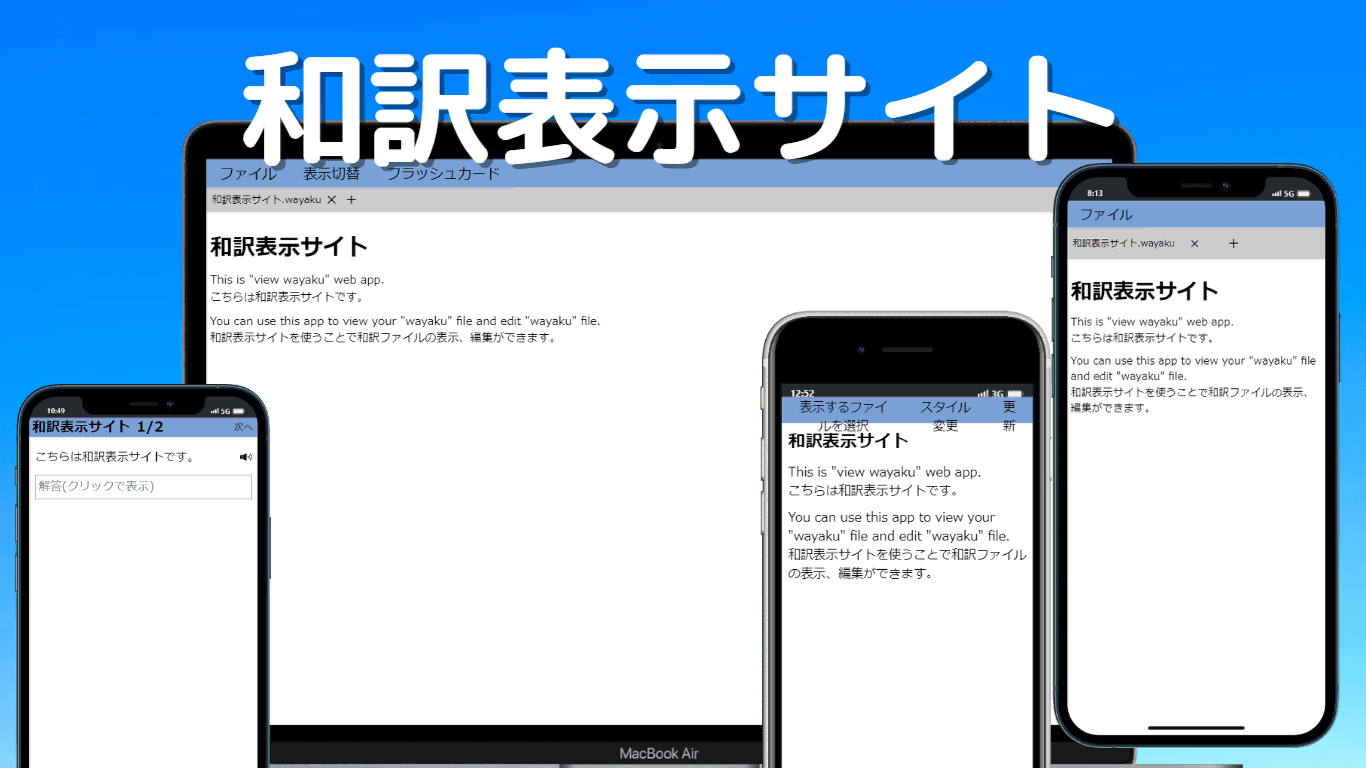 和訳表示サイト
ファイル 表示切替 フラッシュカード
和訳表示サイト.wayaku × +
和訳表示サイト
This is "view wayaku" web app.
こちらは和訳表示サイトです。
You can use this app to view your "wayaku" file and edit "wayaku" file.
和訳表示サイトを使うことで和訳ファイルの表示、編集ができます。
MacBook Air
10:49 5G
和訳表示サイト 1/2 次へ
こちらは和訳表示サイトです。
解答(クリックで表示)
12:52 3G
表示するファイ スタイル 更
ルを選択 変更 新
和訳表示サイト
This is "view wayaku" web app.
こちらは和訳表示サイトです。
You can use this app to view your
"wayaku" file and edit "wayaku" file.
和訳表示サイトを使うことで和訳ファイル
の表示、編集ができます。
8:13 5G
ファイル
和訳表示サイト.wayaku × +
和訳表示サイト
This is "view wayaku" web app.
こちらは和訳表示サイトです。
You can use this app to view your "wayaku" file
and edit "wayaku" file.
和訳表示サイトを使うことで和訳ファイルの表示、
編集ができます。